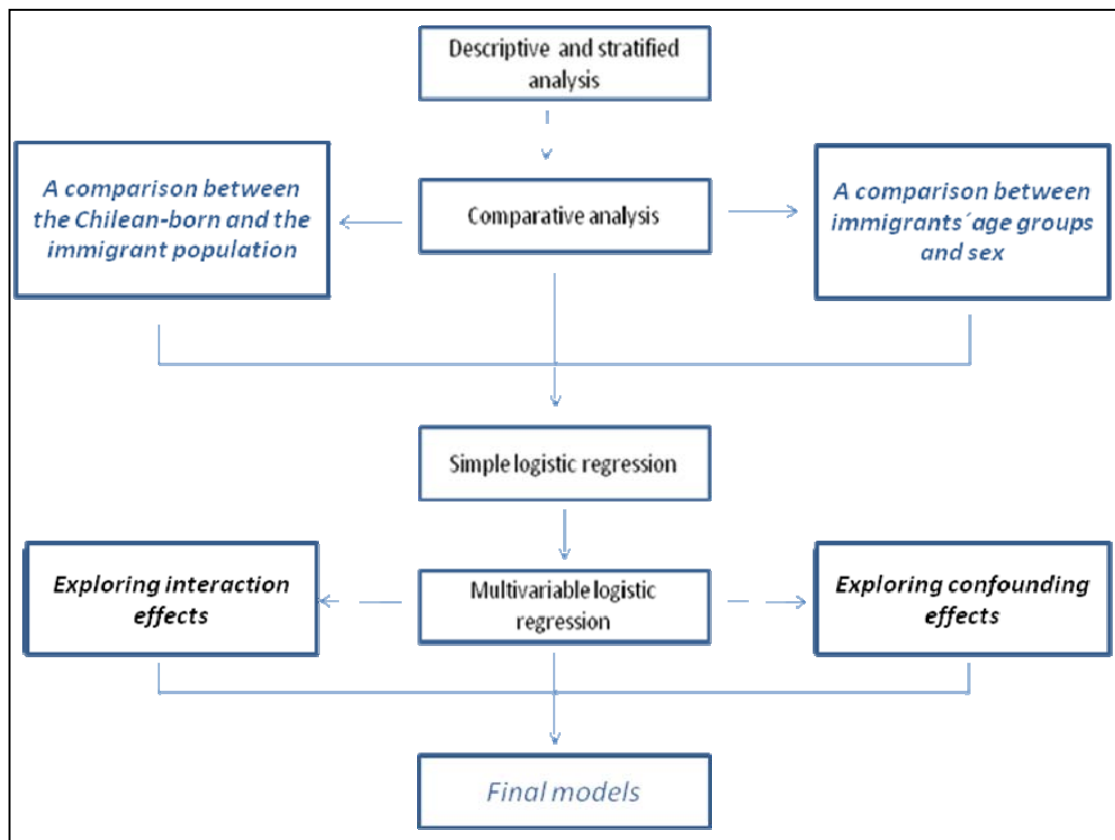 Descriptive and stratified
analysis
A comparison between
the Chilean-born and the
immigrant population
Comparative analysis
A comparison between
immigrants´age groups
and sex
Simple logistic regression
Exploring interaction
effects
Multivariable logistic
regression
Exploring confounding
effects
Final models